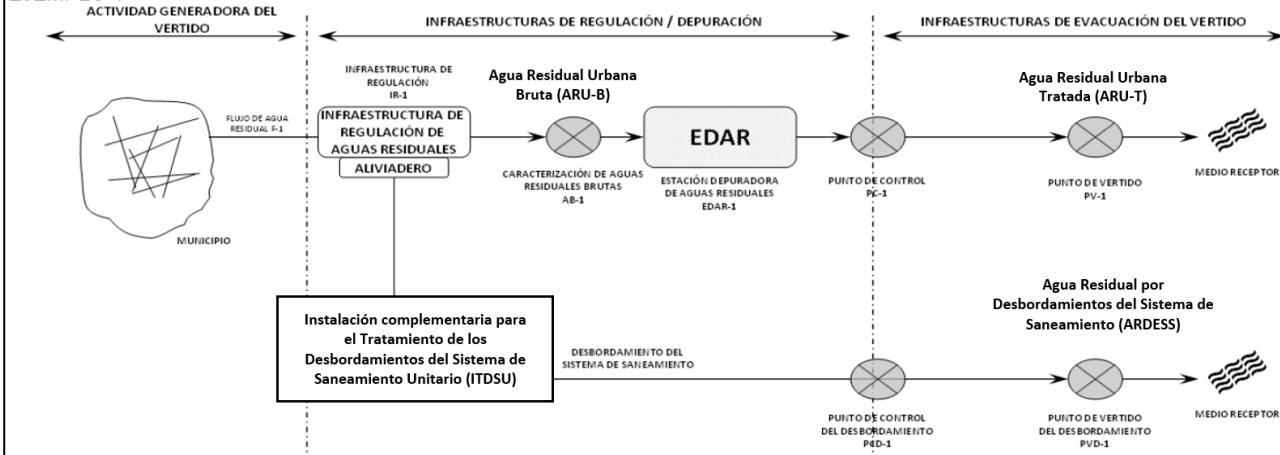 ACTIVIDAD GENERADORA DEL
VERTIDO
INFRAESTRUCTURAS DE REGULACIÓN / DEPURACIÓN
INFRAESTRUCTURAS DE EVACUACIÓN DEL VERTIDO
INFRAESTRUCTURA DE
REGULACIÓN
IR-1
Agua Residual Urbana
Bruta (ARU-B)
Agua Residual Urbana
Tratada (ARU-T)
FLUJO DE AGUA
RESIDUAL F-1
INFRAESTRUCTURA DE
REGULACIÓN DE
AGUAS RESIDUALES
ALIVIADERO
EDAR
CARACTERIZACIÓN DE AGUAS
RESIDUALES BRUTAS
AB-1
ESTACIÓN DEPURADORA
DE AGUAS RESIDUALES
EDAR-1
PUNTO DE CONTROL
PC-1
PUNTO DE VERTIDO
PV-1
MEDIO RECEPTOR
MUNICIPIO
Instalación complementaria para
el Tratamiento de los
Desbordamientos del Sistema de
Saneamiento Unitario (ITDSU)
DESBORDAMIENTO DEL
SISTEMA DE SANEAMIENTO
Agua Residual por
Desbordamientos del Sistema de
Saneamiento (ARDESS)
PUNTO DE CONTROL
DEL DESBORDAMIENTO
PCD-1
PUNTO DE VERTIDO
DEL DESBORDAMIENTO
PVD-1
MEDIO RECEPTOR